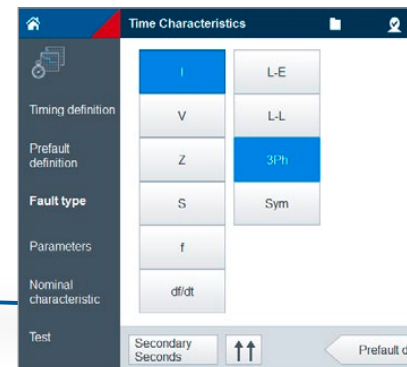 Time Characteristics
Timing definition
Prefault
definition
Fault type
Parameters
Nominal
characteristic
Test
I
L-E
V
L-L
Z
3Ph
S
Sym
f
df/dt
Secondary
Seconds
Prefault d